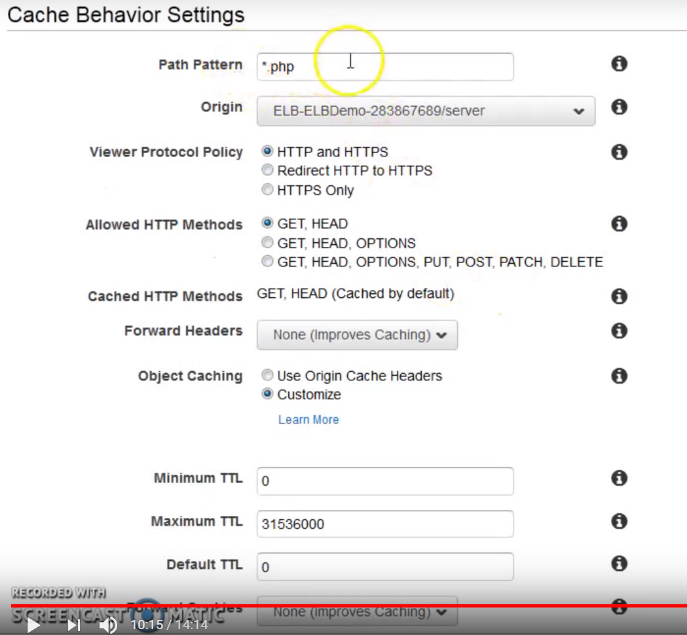 Cache Behavior Settings
Path Pattern *.php
Origin ELB-ELBDemo-283867689/server
Viewer Protocol Policy HTTP and HTTPS
Redirect HTTP to HTTPS
HTTPS Only
Allowed HTTP Methods GET, HEAD
GET, HEAD, OPTIONS
GET, HEAD, OPTIONS, PUT, POST, PATCH, DELETE
Cached HTTP Methods GET, HEAD (Cached by default)
Forward Headers None (Improves Caching)
Object Caching Use Origin Cache Headers
Customize
Learn More
Minimum TTL 0
Maximum TTL 31536000
Default TTL 0
RECORDED WITH
Forward Cookies None (Improves Caching)
SCREENCAST-O-MATIC
10:15 / 14:14